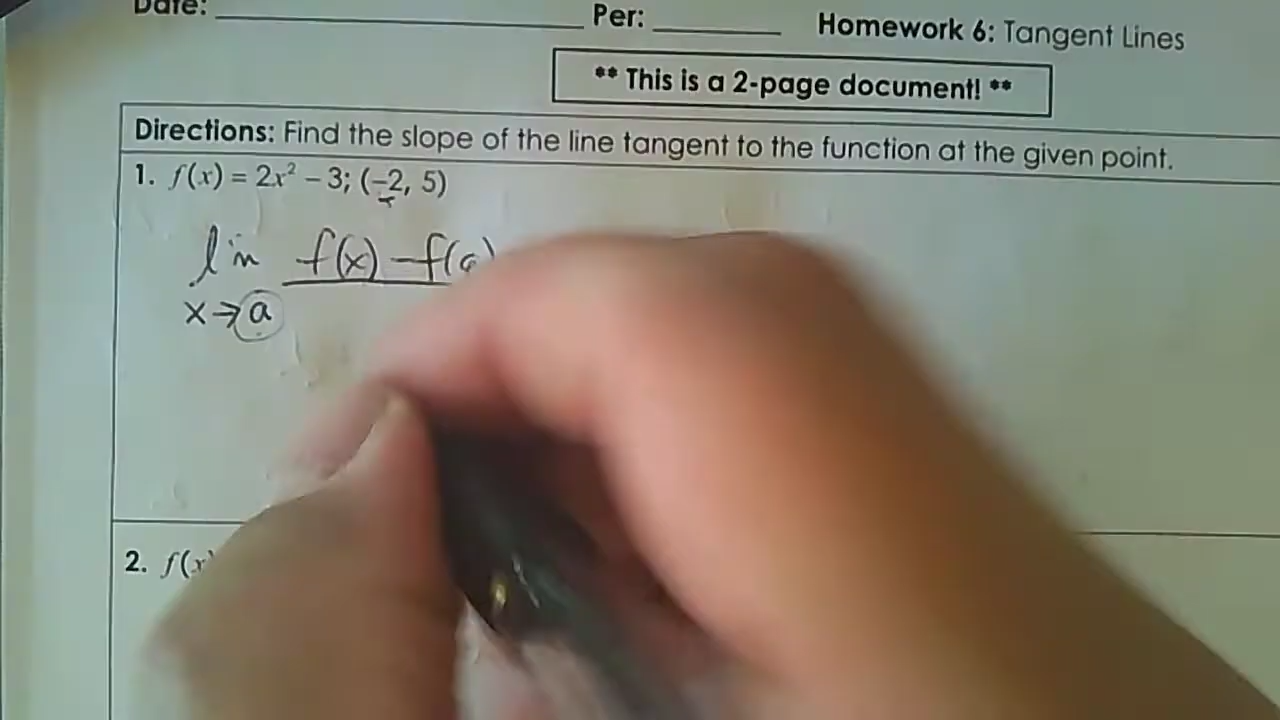 Date: Per: Homework 6: Tangent Lines
** This is a 2-page document! **
Directions: Find the slope of the line tangent to the function at the given point.
1. f(x) = 2x² – 3; (–2, 5)
lim f(x) – f(a)
x → a
2. f(x)